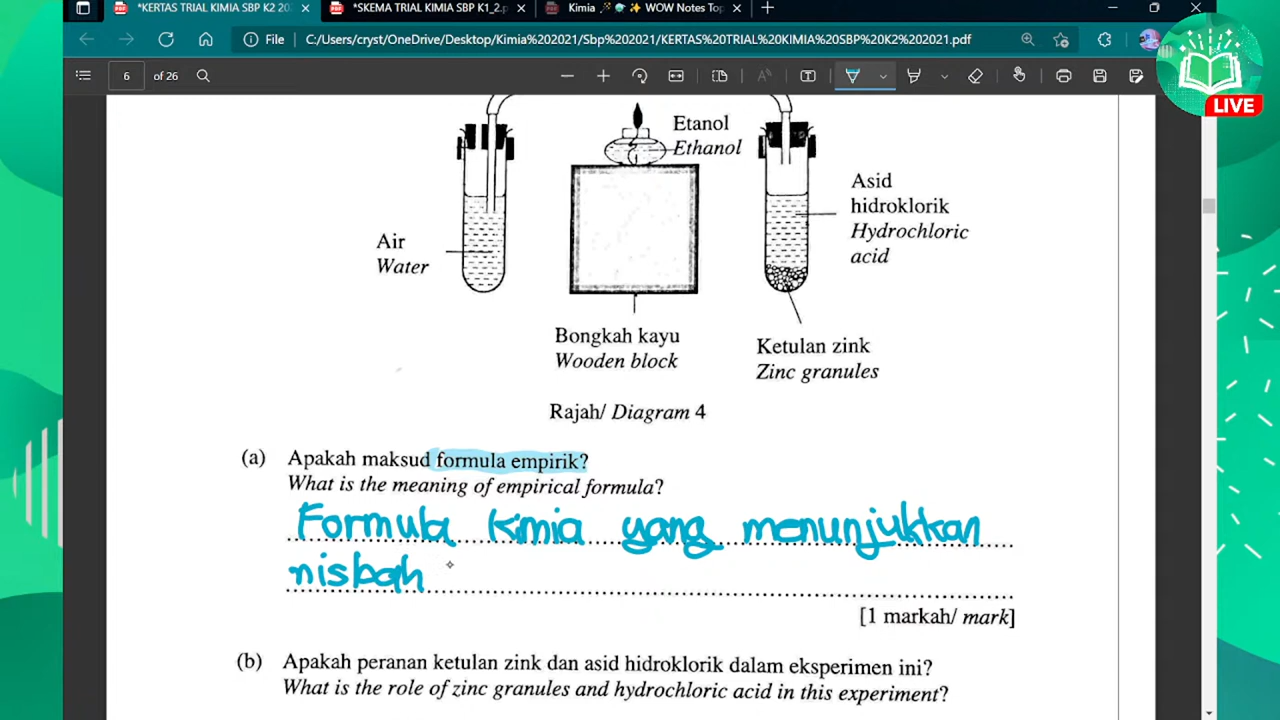 *KERTAS TRIAL KIMIA SBP K2 20
*SKEMA TRIAL KIMIA SBP K1_2.p
Kimia 🪄 🌏 ✨ WOW Notes Top
File
C:/Users/cryst/OneDrive/Desktop/Kimia%202021/Sbp%202021/KERTAS%20TRIAL%20KIMIA%20SBP%20K2%202021.pdf
6 of 26
LIVE
Etanol
Ethanol
Asid
hidroklorik
Hydrochloric
acid
Air
Water
Bongkah kayu
Wooden block
Ketulan zink
Zinc granules
Rajah/ Diagram 4
(a) Apakah maksud formula empirik?
What is the meaning of empirical formula?
Formula kimia yang menunjukkan
nisbah
[1 markah/ mark]
(b) Apakah peranan ketulan zink dan asid hidroklorik dalam eksperimen ini?
What is the role of zinc granules and hydrochloric acid in this experiment?